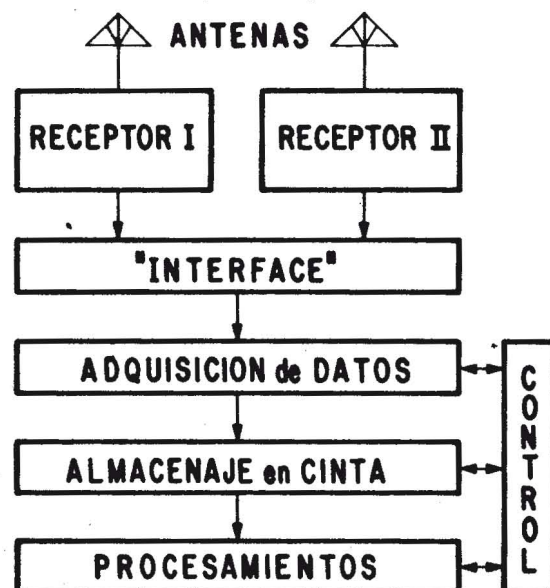 ANTENAS
RECEPTOR I
RECEPTOR II
"INTERFACE"
ADQUISICION de DATOS
ALMACENAJE en CINTA
PROCESAMIENTOS
CONTROL